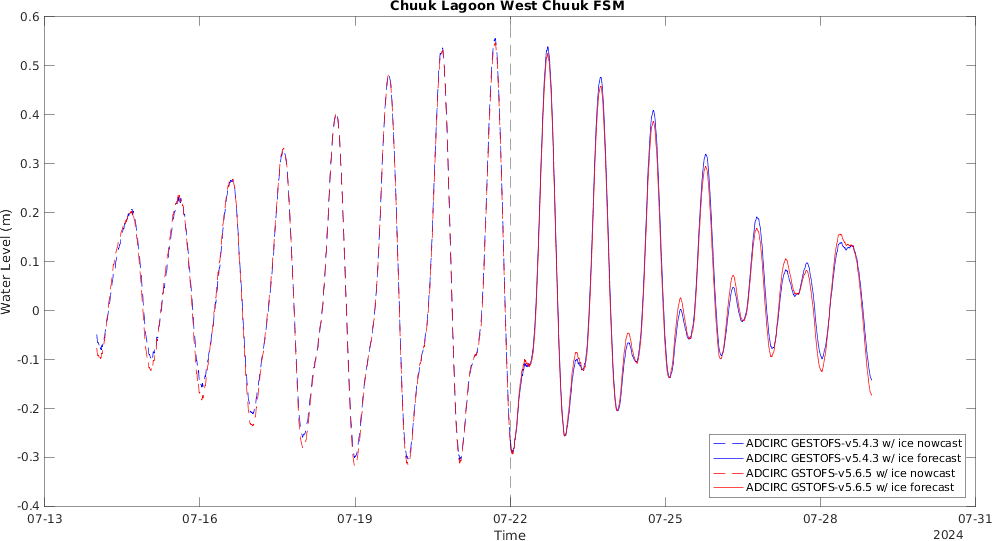 Chuuk Lagoon West Chuuk FSM
0.6
0.5
0.4
0.3
0.2
0.1
0
-0.1
-0.2
-0.3
-0.4
Water Level (m)
07-13 07-16 07-19 07-22 07-25 07-28 07-31
Time
2024
ADCIRC GESTOFS-v5.4.3 w/ ice nowcast
ADCIRC GESTOFS-v5.4.3 w/ ice forecast
ADCIRC GSTOFS-v5.6.5 w/ ice nowcast
ADCIRC GSTOFS-v5.6.5 w/ ice forecast